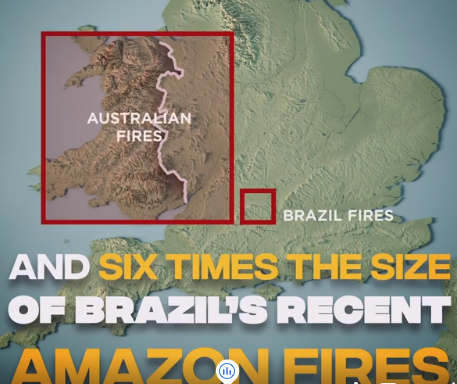 AUSTRALIAN
FIRES
BRAZIL FIRES
AND SIX TIMES THE SIZE
OF BRAZIL'S RECENT
AMAZON FIRES